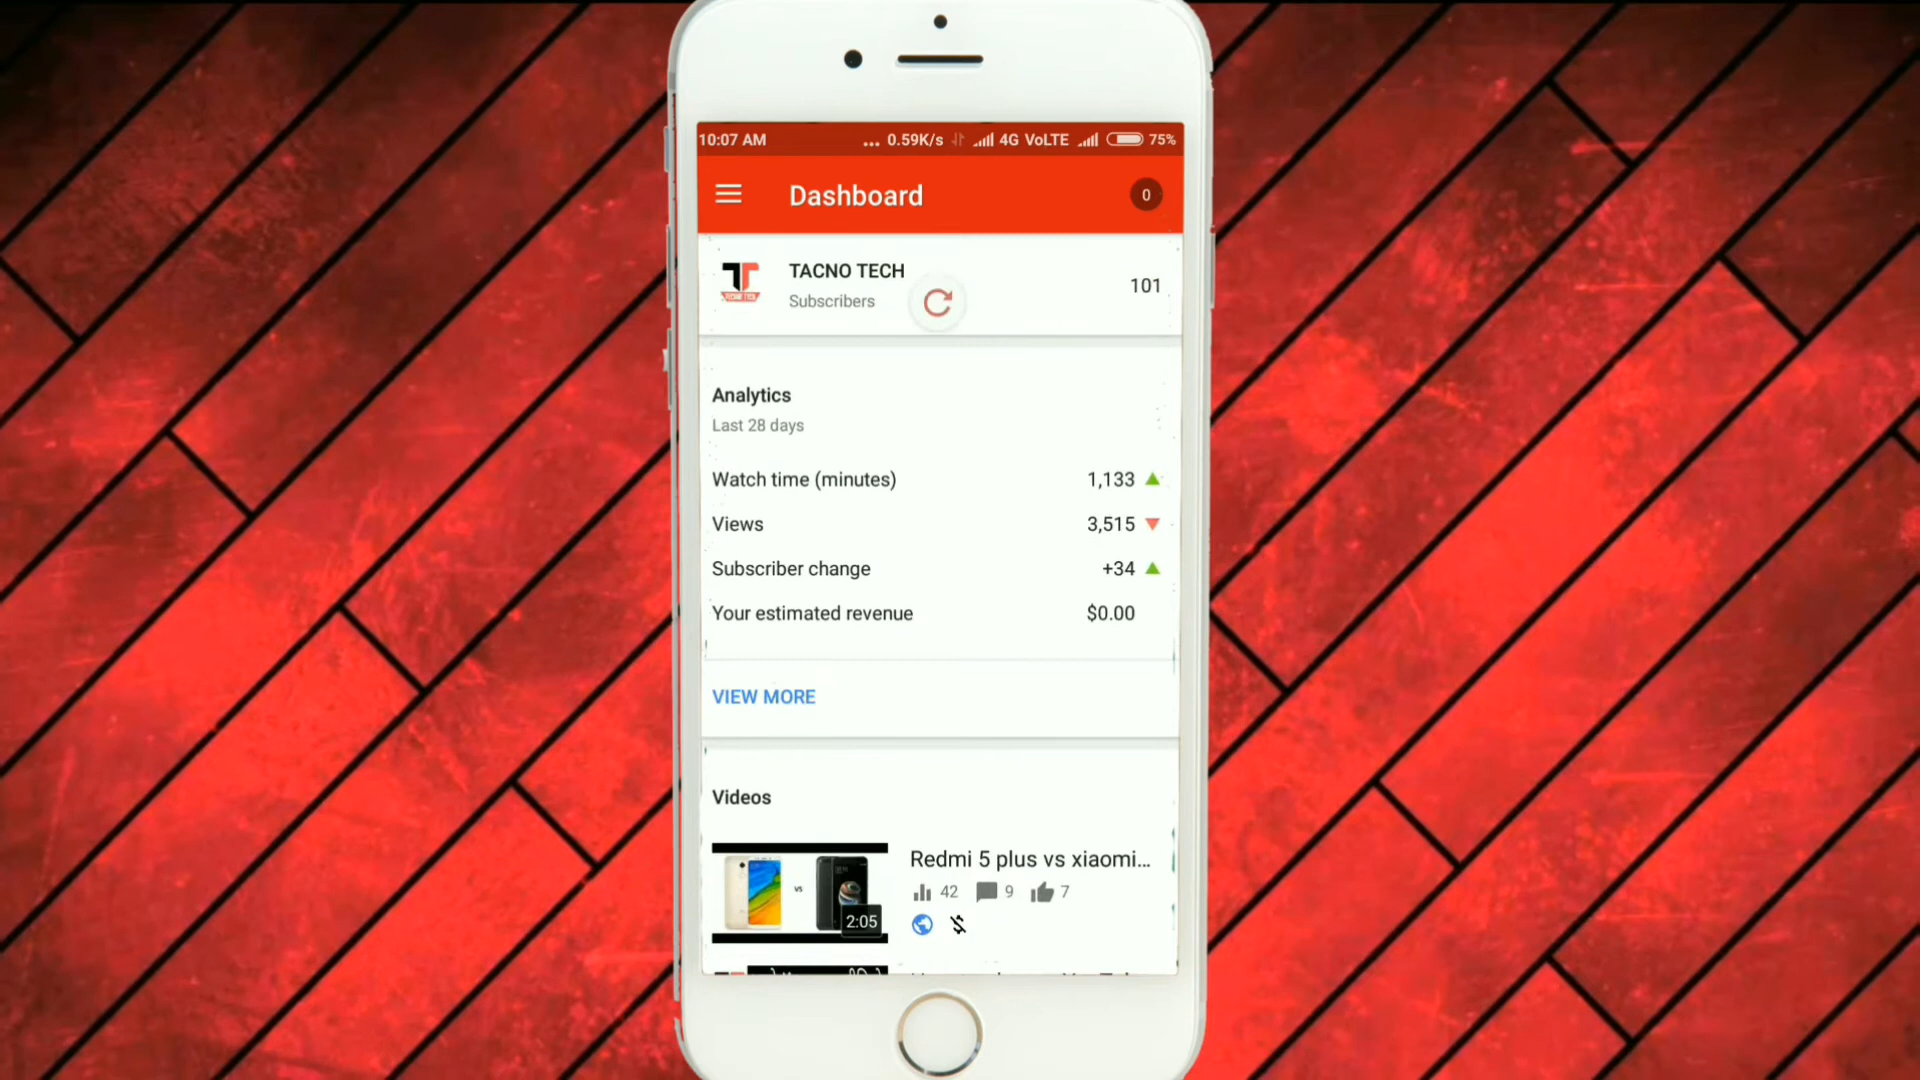 10:07 AM ... 0.59K/s 4G VoLTE 75%
Dashboard 0
TACNO TECH
Subscribers
101
Analytics
Last 28 days
Watch time (minutes) 1,133
Views 3,515
Subscriber change +34
Your estimated revenue $0.00
VIEW MORE
Videos
Redmi 5 plus vs xiaomi...
42 9 7
vs
2:05